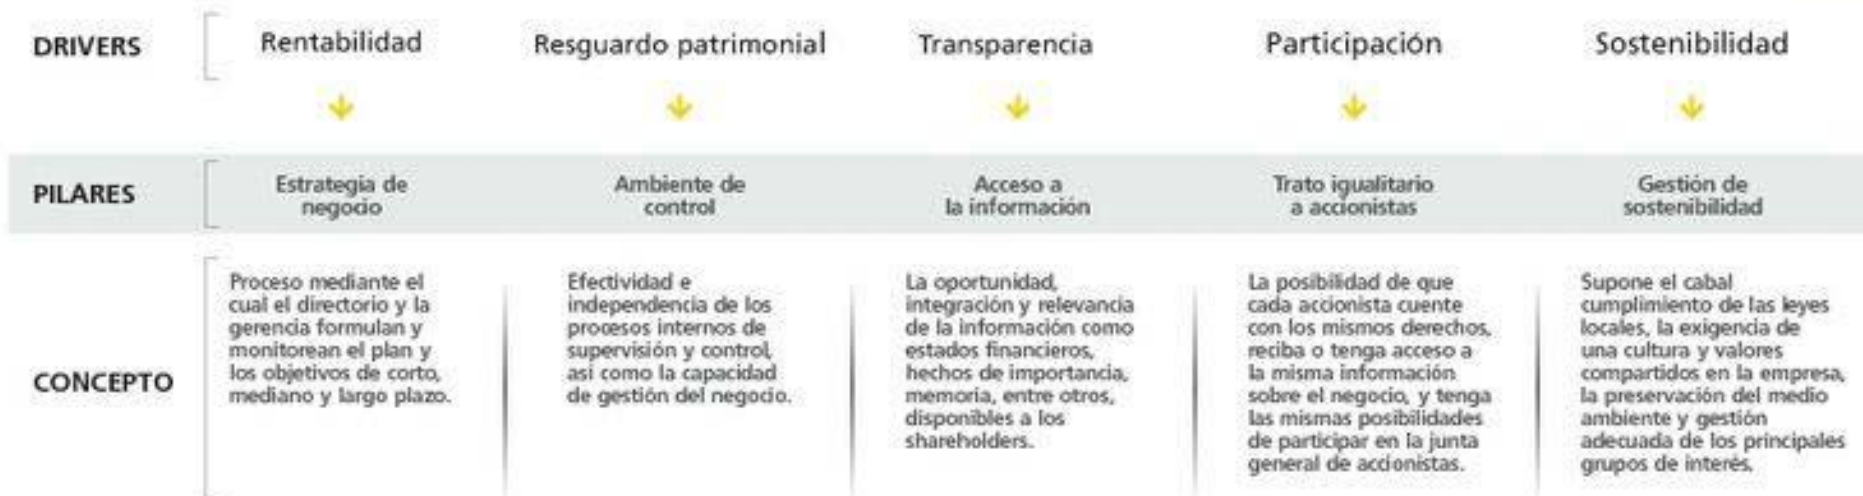 DRIVERS
Rentabilidad
Resguardo patrimonial
Transparencia
Participación
Sostenibilidad
PILARES
Estrategia de
negocio
Ambiente de
control
Acceso a
la información
Trato igualitario
a accionistas
Gestión de
sostenibilidad
CONCEPTO
Proceso mediante el
cual el directorio y la
gerencia formulan y
monitorean el plan y
los objetivos de corto,
mediano y largo plazo.
Efectividad e
independencia de los
procesos internos de
supervisión y control,
así como la capacidad
de gestión del negocio.
La oportunidad,
integración y relevancia
de la información como
estados financieros,
hechos de importancia,
memoria, entre otros,
disponibles a los
shareholders.
La posibilidad de que
cada accionista cuente
con los mismos derechos,
reciba o tenga acceso a
la misma información
sobre el negocio, y tenga
las mismas posibilidades
de participar en la junta
general de accionistas.
Supone el cabal
cumplimiento de las leyes
locales, la exigencia de
una cultura y valores
compartidos en la empresa,
la preservación del medio
ambiente y gestión
adecuada de los principales
grupos de interés.